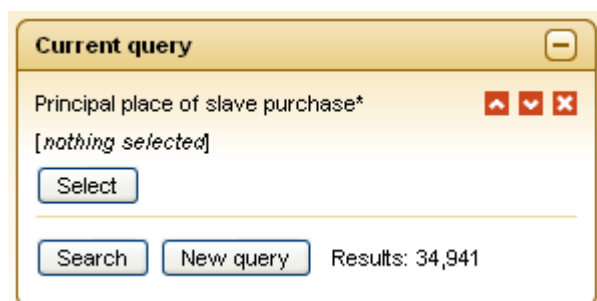 Current query
Principal place of slave purchase*
[nothing selected]
Select
Search New query Results: 34,941